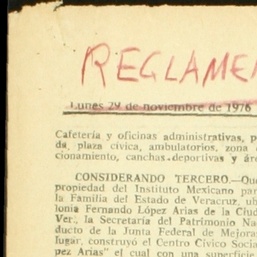 REGLAME
Lunes 29 de noviembre de 1976
Cafetería y oficinas administrativas, p
da, plaza cívica, ambulatorios, zona
cionamiento, canchas deportivas y ár
CONSIDERANDO TERCERO.—Que
propiedad del Instituto Mexicano par
la Familia del Estado de Veracruz, ub
lonia Fernando López Arias de la Ciud
Ver., la Secretaría del Patrimonio Na
ducto de la Junta Federal de Mejoras
lugar, construyó el Centro Cívico Socia
pez Arias" el cual con una superficie